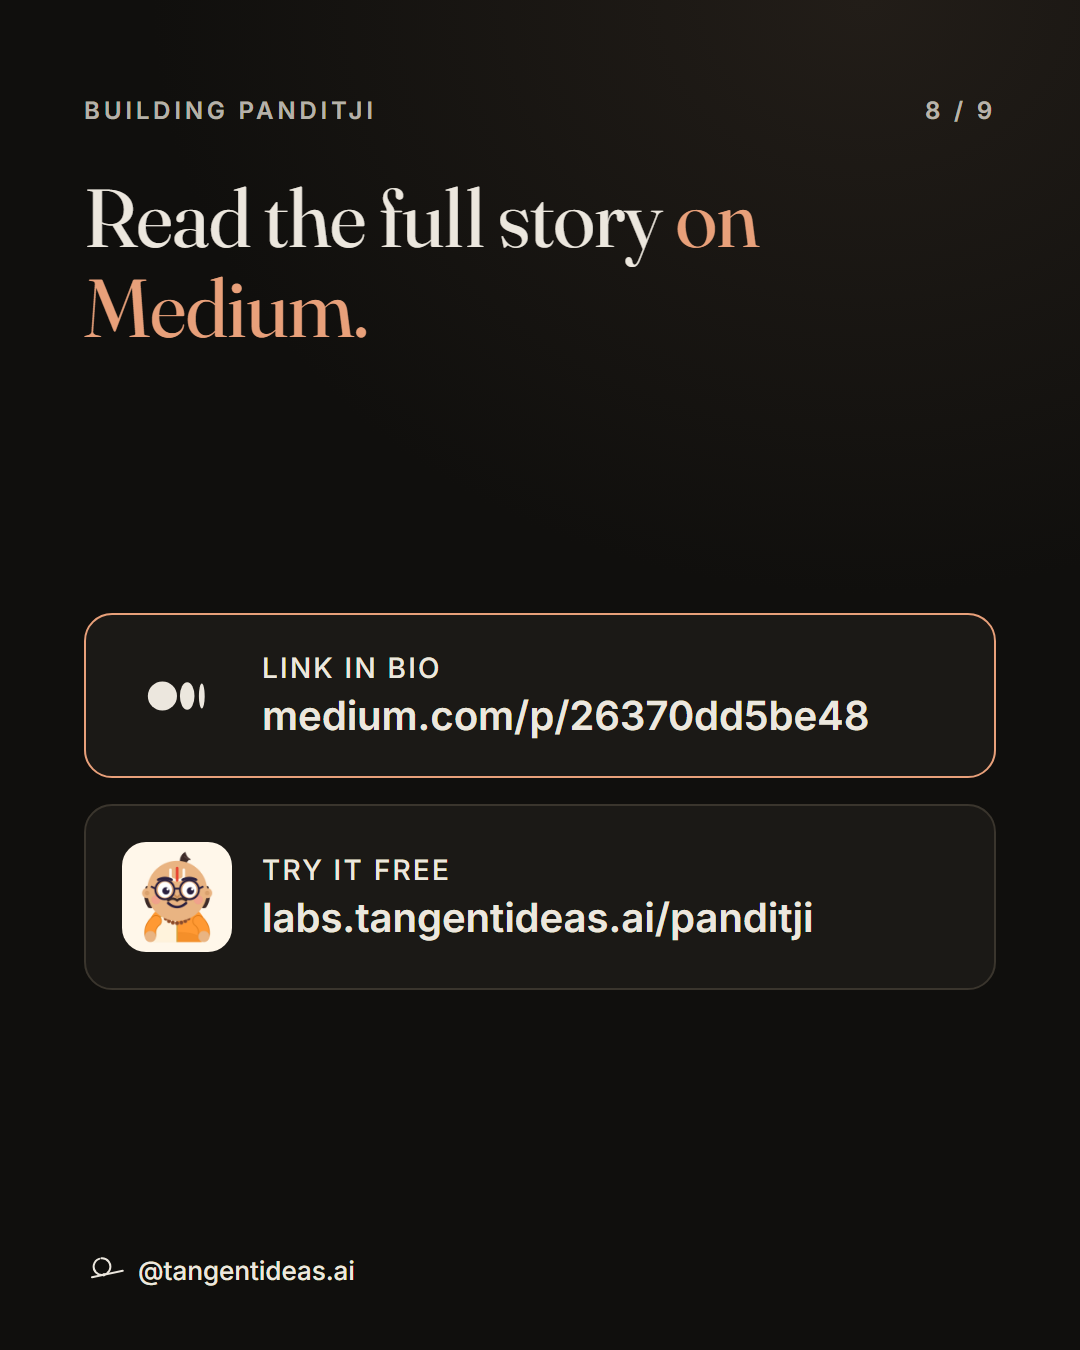 BUILDING PANDITJI
8 / 9
Read the full story on
Medium.
LINK IN BIO
medium.com/p/26370dd5be48
TRY IT FREE
labs.tangentideas.ai/panditji
@tangentideas.ai